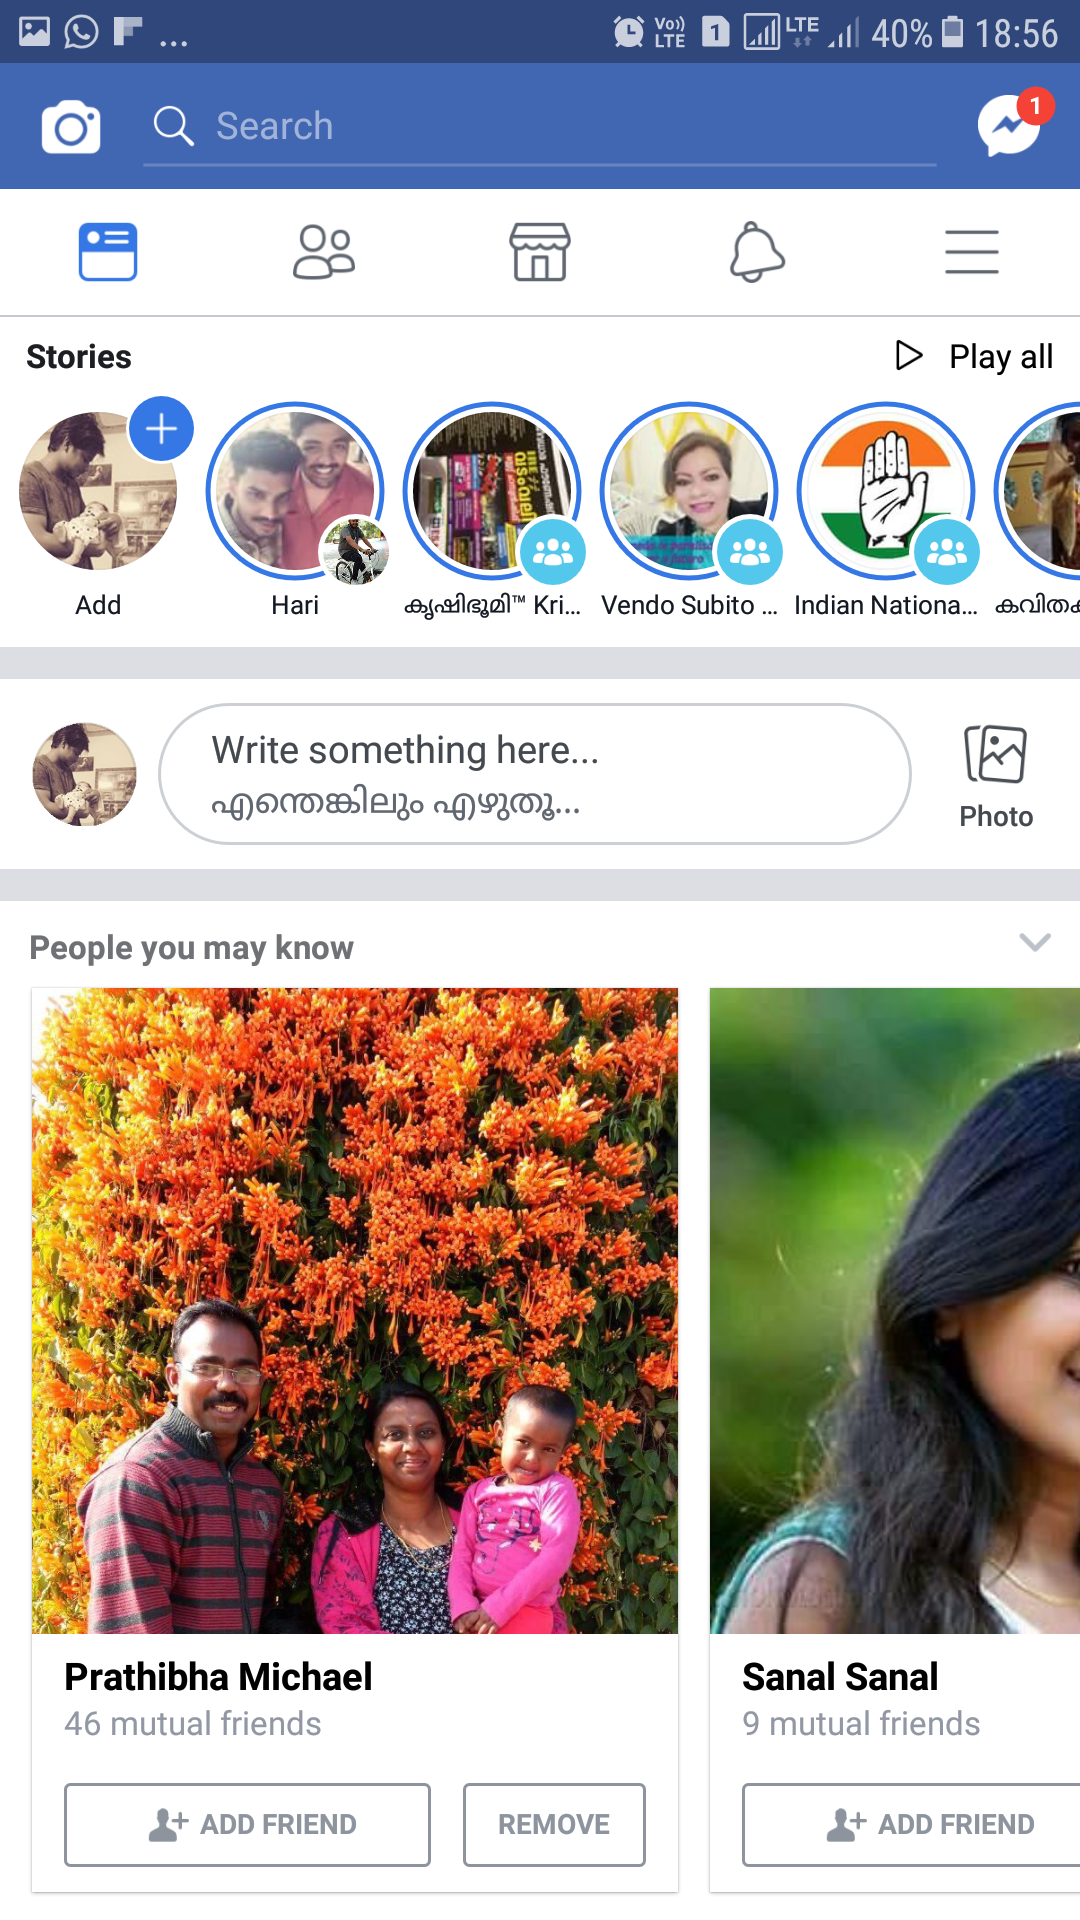 ... Vo)) LTE 1 LTE 40% 18:56
Search
1
Stories
Play all
Add
Hari
കൃഷിഭൂമി™ Kri...
Vendo Subito ...
Indian Nationa...
Write something here...
എന്തെങ്കിലും എഴുതൂ...
Photo
People you may know
Prathibha Michael
46 mutual friends
ADD FRIEND
REMOVE
Sanal Sanal
9 mutual friends
ADD FRIEND